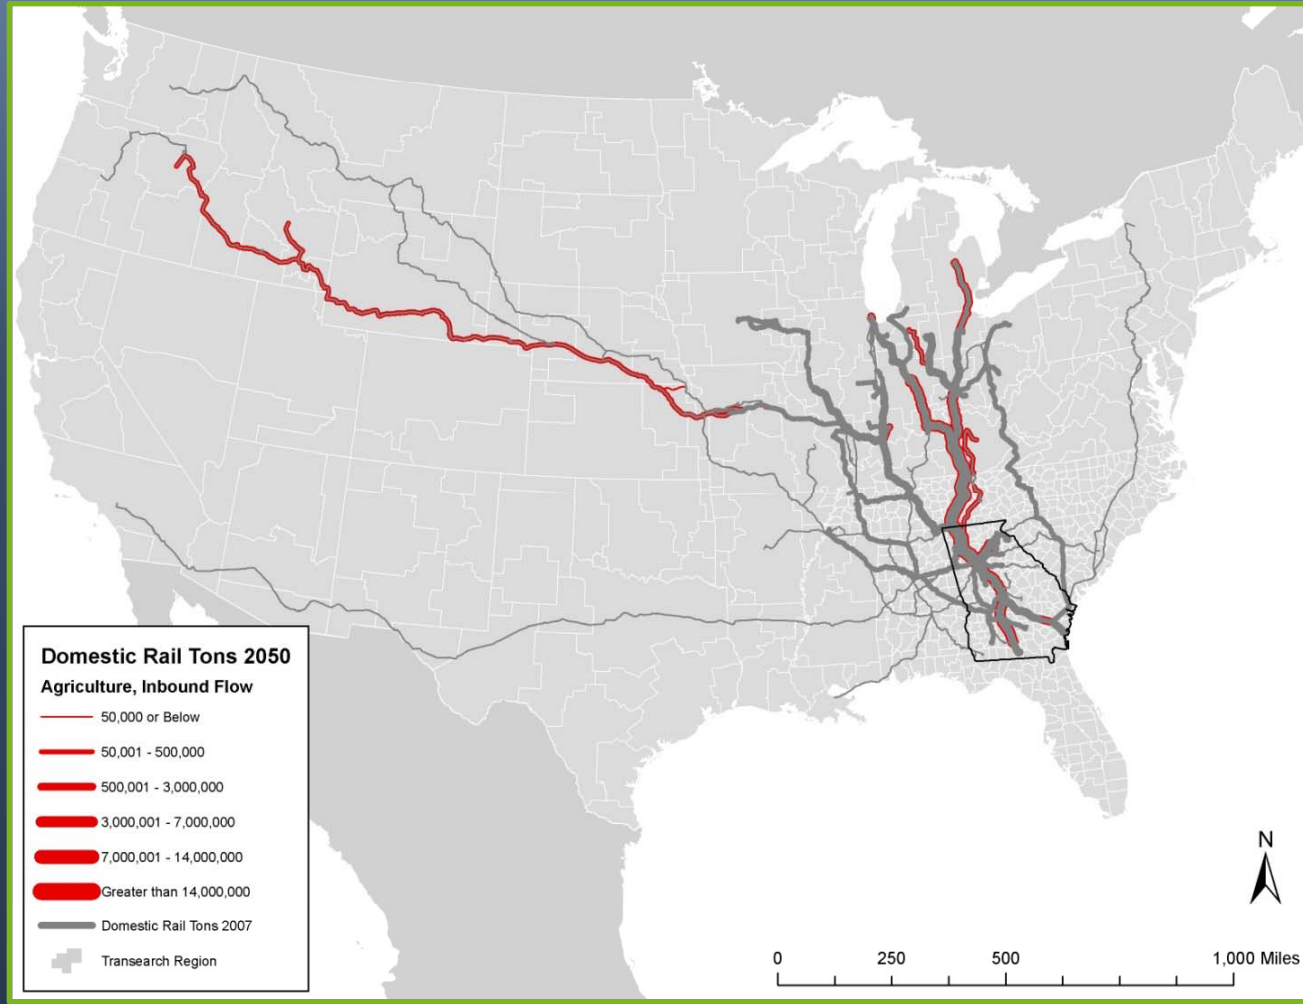 Domestic Rail Tons 2050
Agriculture, Inbound Flow
50,000 or Below
50,001 - 500,000
500,001 - 3,000,000
3,000,001 - 7,000,000
7,000,001 - 14,000,000
Greater than 14,000,000
Domestic Rail Tons 2007
Transearch Region
N
0 250 500 1,000 Miles